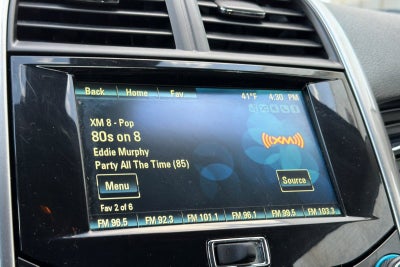 Back Home Fav 41°F 4:30 PM
XM 8 - Pop
80s on 8
Eddie Murphy
Party All The Time (85)
XM
Menu Source
Fav 2 of 6
FM 96.5 FM 92.3 FM 101.1 FM 96.1 FM 99.5 FM 103.3